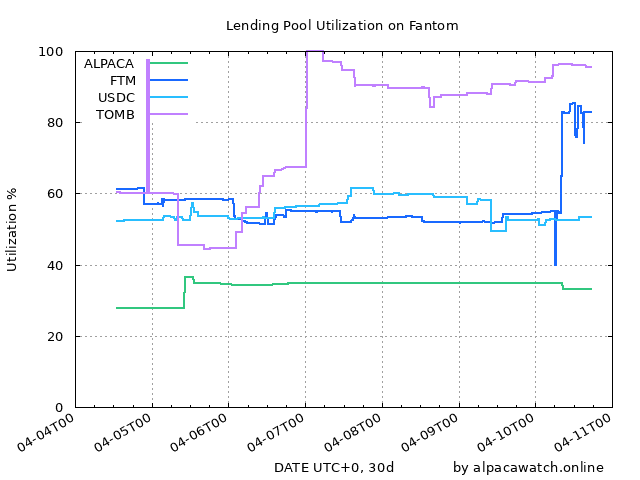 Lending Pool Utilization on Fantom
ALPACA
FTM
USDC
TOMB
Utilization %
100
80
60
40
20
0
04-04T00
04-05T00
04-06T00
04-07T00
04-08T00
04-09T00
04-10T00
04-11T00
DATE UTC+0, 30d
by alpacawatch.online